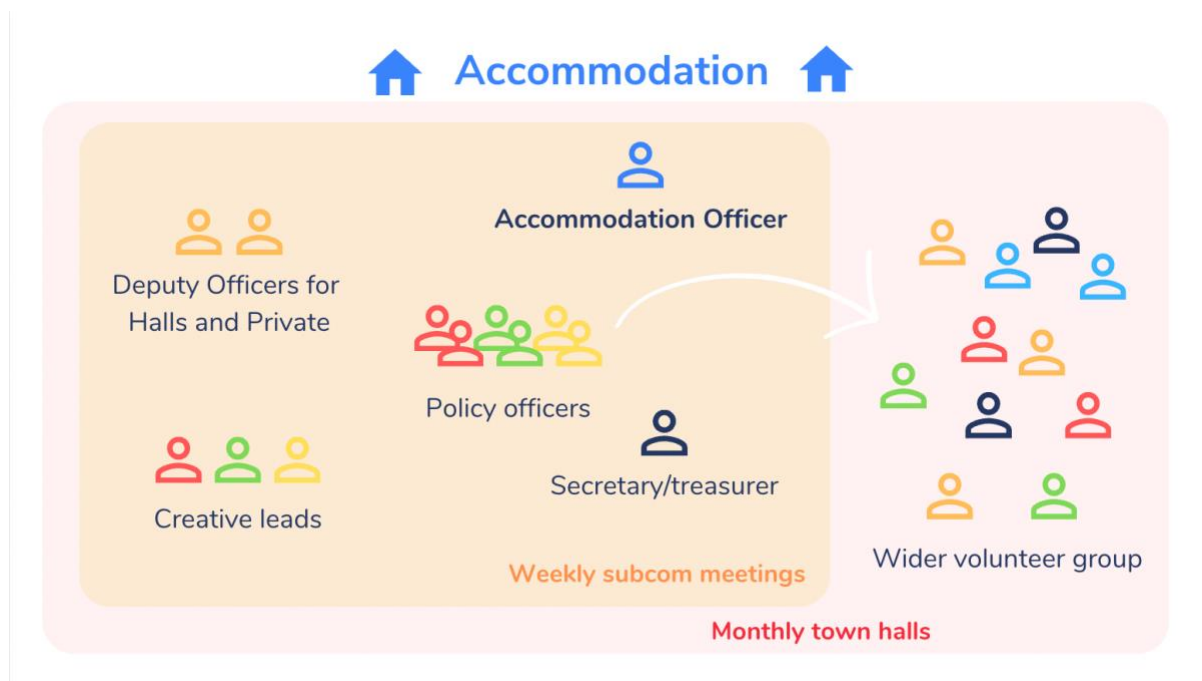 Accommodation
Accommodation Officer
Deputy Officers for
Halls and Private
Policy officers
Secretary/treasurer
Creative leads
Wider volunteer group
Weekly subcom meetings
Monthly town halls